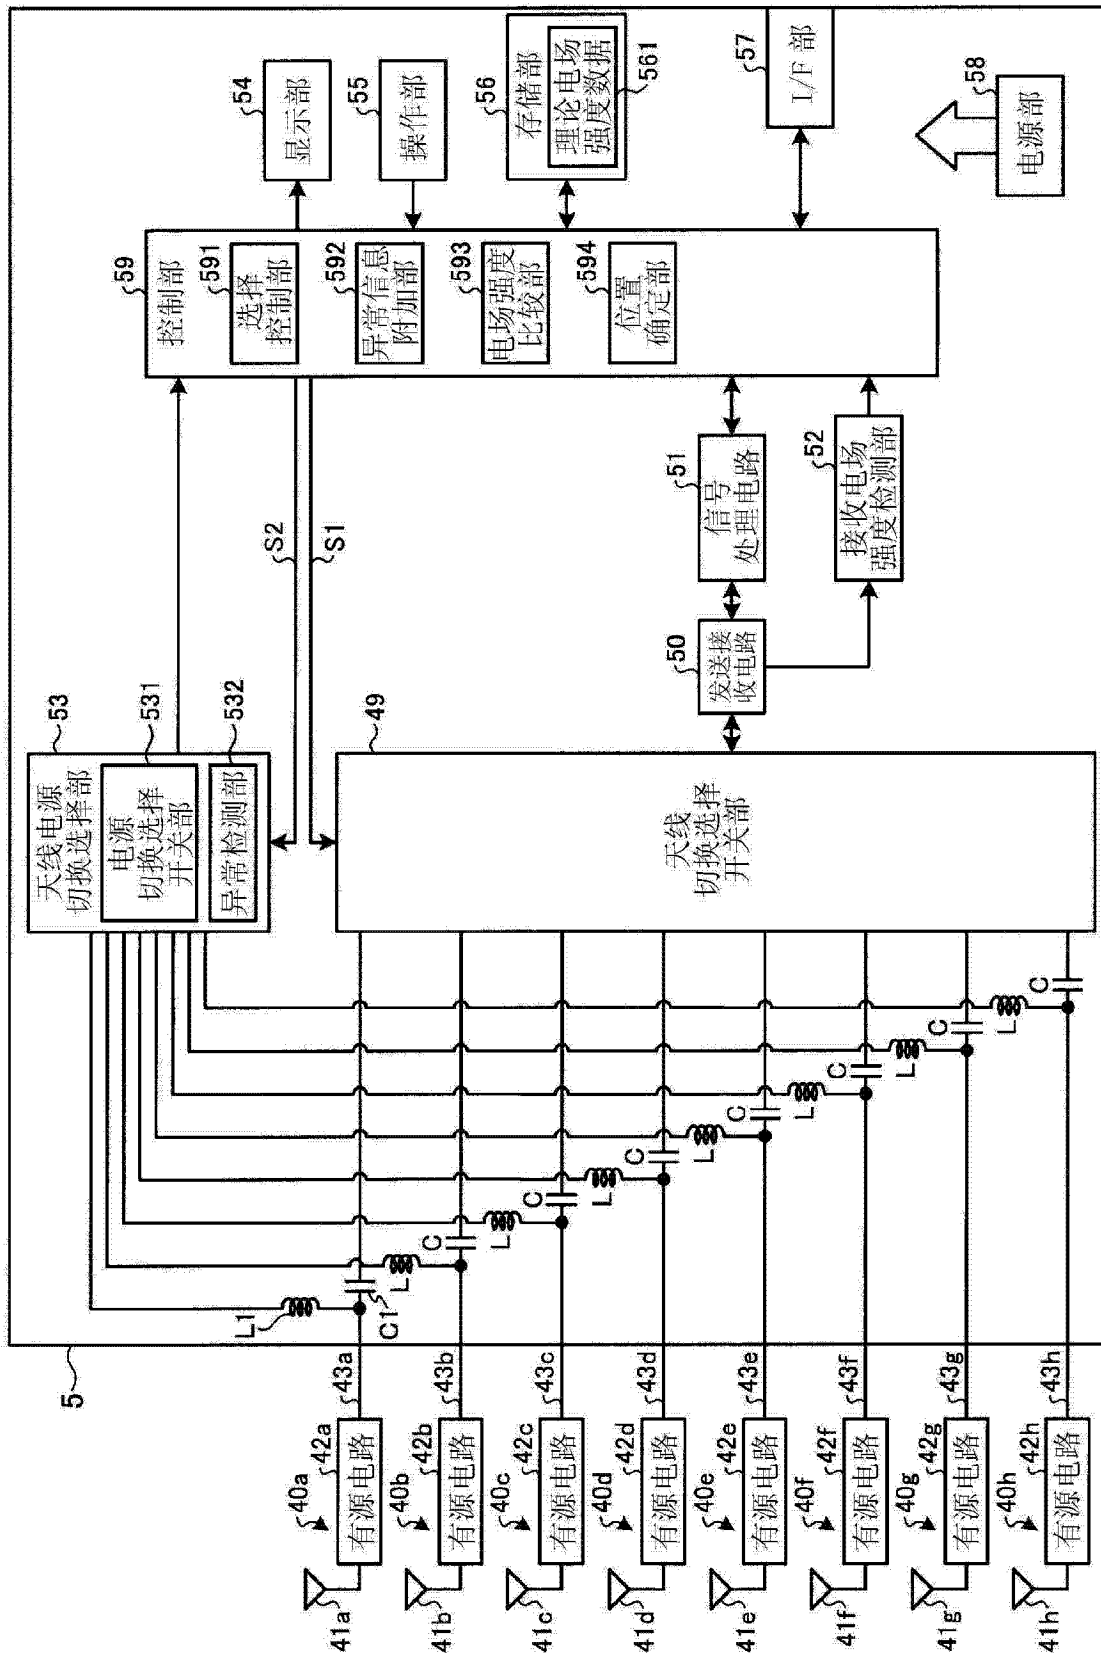 5
40a
41a
42a
有源电路
43a
40b
41b
42b
有源电路
43b
40c
41c
42c
有源电路
43c
40d
41d
42d
有源电路
43d
40e
41e
42e
有源电路
43e
40f
41f
42f
有源电路
43f
40g
41g
42g
有源电路
43g
40h
41h
42h
有源电路
43h
L1
C1
L
C
L
C
L
C
L
C
L
C
L
C
L
C
53
天线电源
切换选择部
531
电源
切换选择
开关部
532
异常检测部
49
天线
切换选择
开关部
S2
S1
50
发送接
收电路
51
信号
处理电路
52
接收电场
强度检测部
59
控制部
591
选择
控制部
592
异常信息
附加部
593
电场强度
比较部
594
位置
确定部
54
显示部
55
操作部
56
存储部
理论电场
强度数据
561
57
I/F部
58
电源部